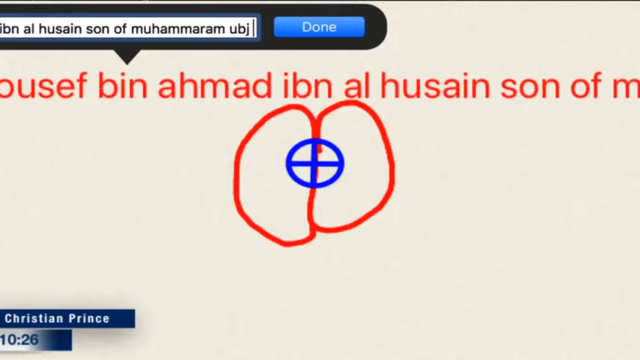 ibn al husain son of muhammaram ubj
Done
ousef bin ahmad ibn al husain son of m
Christian Prince
10:26